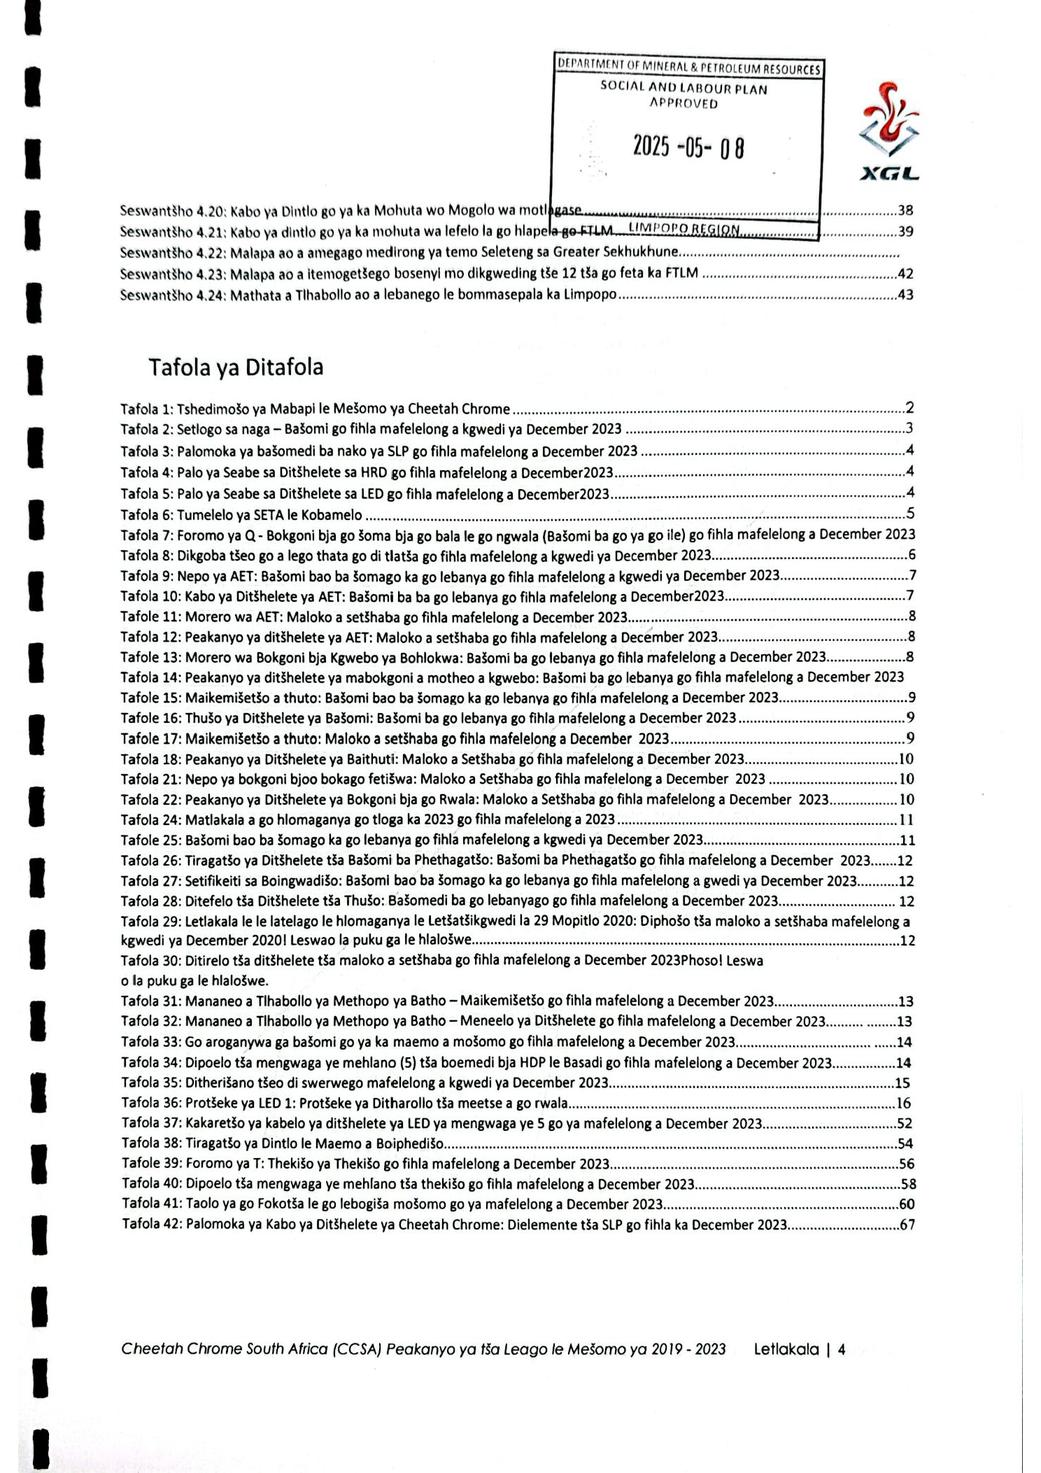 DEPARTMENT OF MINERAL & PETROLEUM RESOURCES
SOCIAL AND LABOUR PLAN
APPROVED
2025 -05- 08
LIMPOPO REGION
XGL
Seswantšho 4.20: Kabo ya Dintlo go ya ka Mohuta wo Mogolo wa motlagase..........38
Seswantšho 4.21: Kabo ya dintlo go ya ka mohuta wa lefelo la go hlapela go FTLM..........39
Seswantšho 4.22: Malapa ao a amegago medirong ya temo Seleteng sa Greater Sekhukhune..........
Seswantšho 4.23: Malapa ao a itemogetšego bosenyi mo dikgweding tše 12 tša go feta ka FTLM ..........42
Seswantšho 4.24: Mathata a Tlhabollo ao a lebanego le bommasepala ka Limpopo..........43
Tafola ya Ditafola
Tafola 1: Tshedimošo ya Mabapi le Mešomo ya Cheetah Chrome..........2
Tafola 2: Setlogo sa naga – Bašomi go fihla mafelelong a kgwedi ya December 2023 ..........3
Tafola 3: Palomoka ya bašomedi ba nako ya SLP go fihla mafelelong a December 2023 ..........4
Tafola 4: Palo ya Seabe sa Ditšhelete sa HRD go fihla mafelelong a December2023..........4
Tafola 5: Palo ya Seabe sa Ditšhelete sa LED go fihla mafelelong a December2023..........4
Tafola 6: Tumelelo ya SETA le Kobamelo ..........5
Tafola 7: Foromo ya Q - Bokgoni bja go šoma bja go bala le go ngwala (Bašomi ba go ya go ile) go fihla mafelelong a December 2023
Tafola 8: Dikgoba tšeo go a lego thata go di tlatša go fihla mafelelong a kgwedi ya December 2023..........6
Tafola 9: Nepo ya AET: Bašomi bao ba šomago ka go lebanya go fihla mafelelong a kgwedi ya December 2023..........7
Tafola 10: Kabo ya Ditšhelete ya AET: Bašomi ba ba go lebanya go fihla mafelelong a December2023..........7
Tafole 11: Morero wa AET: Maloko a setšhaba go fihla mafelelong a December 2023..........8
Tafola 12: Peakanyo ya ditšhelete ya AET: Maloko a setšhaba go fihla mafelelong a December 2023..........8
Tafole 13: Morero wa Bokgoni bja Kgwebo ya Bohlokwa: Bašomi ba go lebanya go fihla mafelelong a December 2023..........8
Tafola 14: Peakanyo ya ditšhelete ya mabokgoni a motheo a kgwebo: Bašomi ba go lebanya go fihla mafelelong a December 2023
Tafole 15: Maikemišetšo a thuto: Bašomi bao ba šomago ka go lebanya go fihla mafelelong a December 2023..........9
Tafole 16: Thušo ya Ditšhelete ya Bašomi: Bašomi ba go lebanya go fihla mafelelong a December 2023 ..........9
Tafole 17: Maikemišetšo a thuto: Maloko a setšhaba go fihla mafelelong a December 2023..........9
Tafola 18: Peakanyo ya Ditšhelete ya Baithuti: Maloko a Setšhaba go fihla mafelelong a December 2023..........10
Tafola 21: Nepo ya bokgoni bjoo bokago fetišwa: Maloko a Setšhaba go fihla mafelelong a December 2023 ..........10
Tafola 22: Peakanyo ya Ditšhelete ya Bokgoni bja go Rwala: Maloko a Setšhaba go fihla mafelelong a December 2023..........10
Tafola 24: Matlakala a go hlomaganya go tloga ka 2023 go fihla mafelelong a 2023 ..........11
Tafole 25: Bašomi bao ba šomago ka go lebanya go fihla mafelelong a kgwedi ya December 2023..........11
Tafola 26: Tiragatšo ya Ditšhelete tša Bašomi ba Phethagatšo: Bašomi ba Phethagatšo go fihla mafelelong a December 2023.......12
Tafola 27: Setifikeiti sa Boingwadišo: Bašomi bao ba šomago ka go lebanya go fihla mafelelong a gwedi ya December 2023..........12
Tafola 28: Ditefelo tša Ditšhelete tša Thušo: Bašomedi ba go lebanyago go fihla mafelelong a December 2023.......... 12
Tafola 29: Letlakala le le latelago le hlomaganya le Letšatšikgwedi la 29 Mopitlo 2020: Diphošo tša maloko a setšhaba mafelelong a
kgwedi ya December 2020! Leswao la puku ga le hlalošwe..........12
Tafola 30: Ditirelo tša ditšhelete tša maloko a setšhaba go fihla mafelelong a December 2023Phoso! Leswa
o la puku ga le hlalošwe.
Tafola 31: Mananeo a Tlhabollo ya Methopo ya Batho – Maikemišetšo go fihla mafelelong a December 2023..........13
Tafola 32: Mananeo a Tlhabollo ya Methopo ya Batho – Meneelo ya Ditšhelete go fihla mafelelong a December 2023..........13
Tafola 33: Go aroganywa ga bašomi go ya ka maemo a mošomo go fihla mafelelong a December 2023..........14
Tafola 34: Dipoelo tša mengwaga ye mehlano (5) tša boemedi bja HDP le Basadi go fihla mafelelong a December 2023..........14
Tafola 35: Ditherišano tšeo di swerwego mafelelong a kgwedi ya December 2023..........15
Tafola 36: Protšeke ya LED 1: Protšeke ya Ditharollo tša meetse a go rwala..........16
Tafola 37: Kakaretšo ya kabelo ya ditšhelete ya LED ya mengwaga ye 5 go ya mafelelong a December 2023..........52
Tafola 38: Tiragatšo ya Dintlo le Maemo a Boiphedišo..........54
Tafole 39: Foromo ya T: Thekišo ya Thekišo go fihla mafelelong a December 2023..........56
Tafola 40: Dipoelo tša mengwaga ye mehlano tša thekišo go fihla mafelelong a December 2023..........58
Tafola 41: Taolo ya go Fokotša le go lebogiša mošomo go ya mafelelong a December 2023..........60
Tafola 42: Palomoka ya Kabo ya Ditšhelete ya Cheetah Chrome: Dielemente tša SLP go fihla ka December 2023..........67
Cheetah Chrome South Africa (CCSA) Peakanyo ya tša Leago le Mešomo ya 2019 - 2023 Letlakala | 4